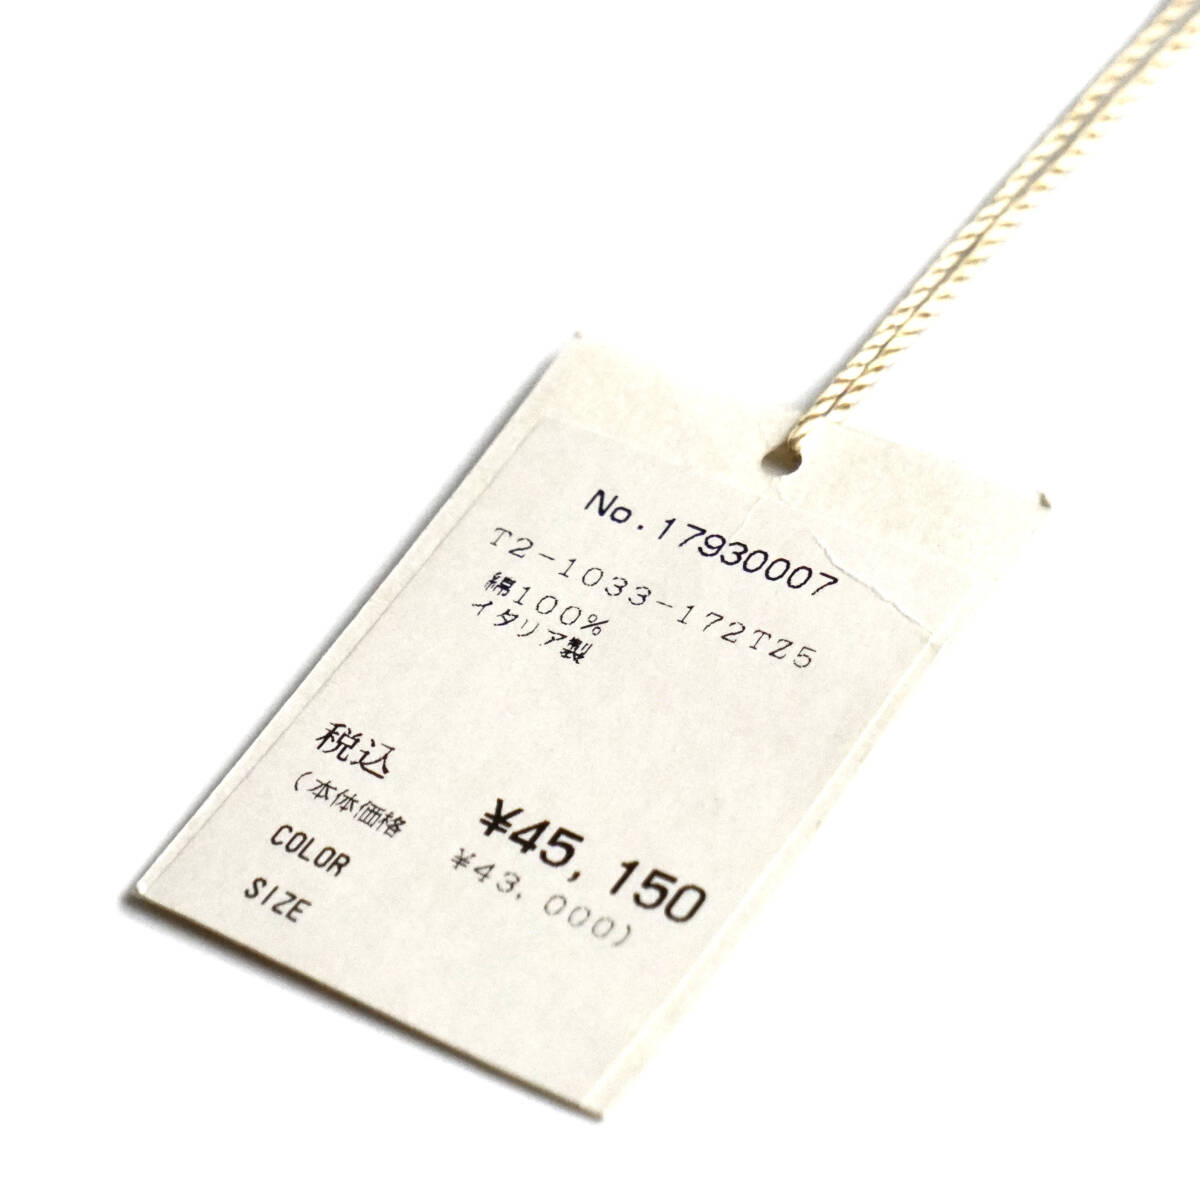 No.17930007
T2-1033-172TZ5
綿100%
イタリア製
税込 ¥45,150
(本体価格 ¥43,000)
COLOR
SIZE